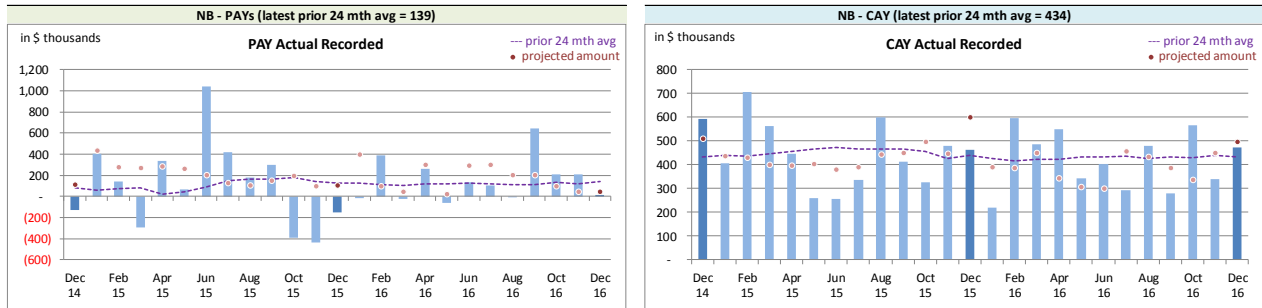 NB - PAYs (latest prior 24 mth avg = 139)
in $ thousands
PAY Actual Recorded
--- prior 24 mth avg
• projected amount
1,200
1,000
800
600
400
200
-
(200)
(400)
(600)
Dec Feb Apr Jun Aug Oct Dec Feb Apr Jun Aug Oct Dec
14 15 15 15 15 15 15 16 16 16 16 16 16
NB - CAY (latest prior 24 mth avg = 434)
in $ thousands
CAY Actual Recorded
--- prior 24 mth avg
• projected amount
800
700
600
500
400
300
200
100
-
Dec Feb Apr Jun Aug Oct Dec Feb Apr Jun Aug Oct Dec
14 15 15 15 15 15 15 16 16 16 16 16 16